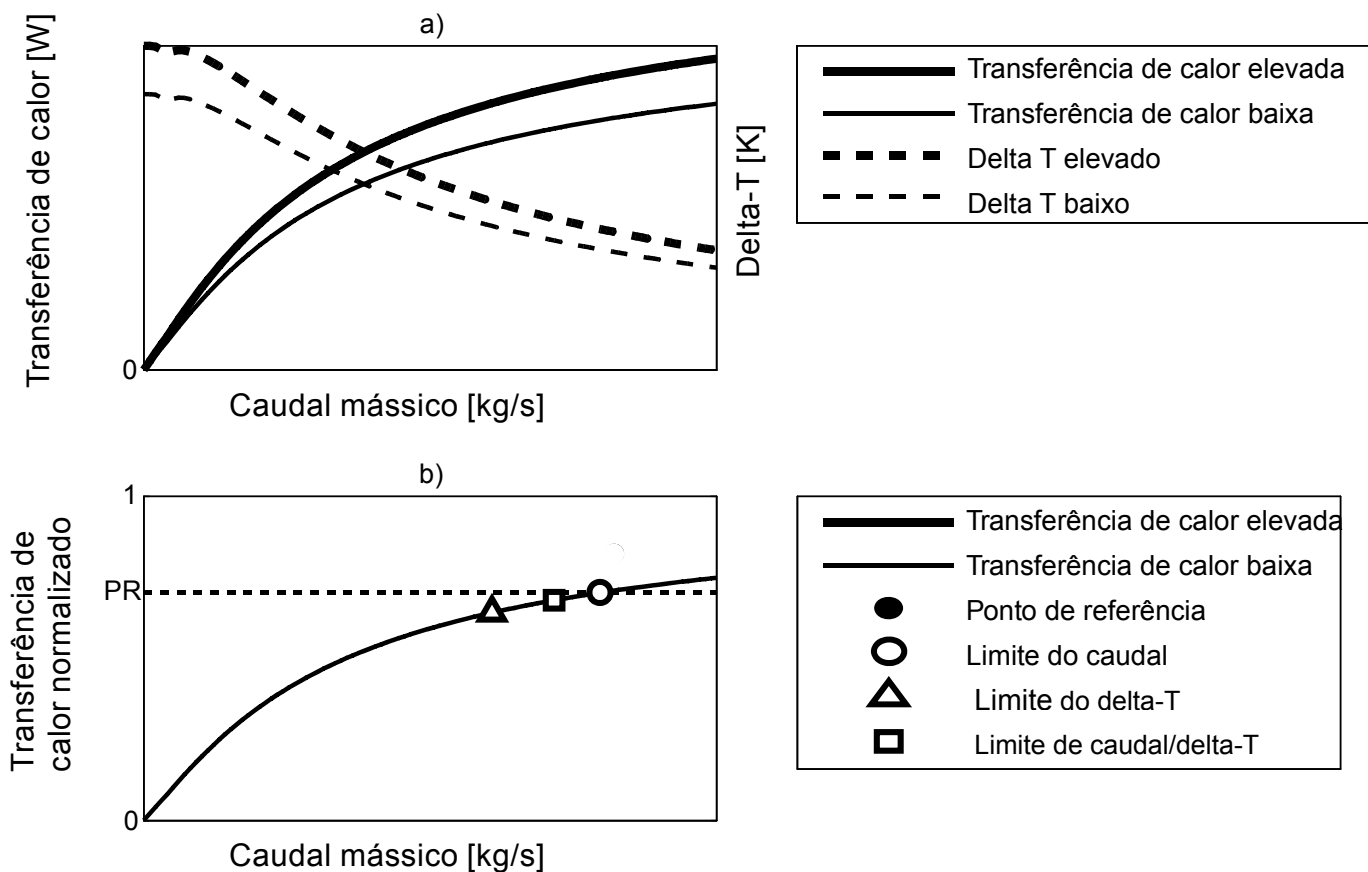 a)
Transferência de calor [W]
0
Caudal mássico [kg/s]
Delta-T [K]
Transferência de calor elevada
Transferência de calor baixa
Delta T elevado
Delta T baixo
b)
Transferência de
calor normalizado
1
PR
0
Caudal mássico [kg/s]
Transferência de calor elevada
Transferência de calor baixa
Ponto de referência
Limite do caudal
Limite do delta-T
Limite de caudal/delta-T